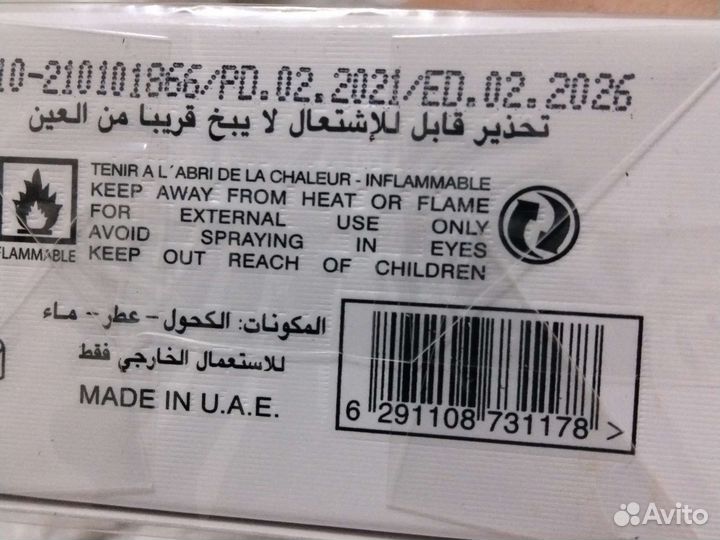 10-210101866/PD.02.2021/ED.02.2026
تحذير قابل للإشتعال لا يبخ قريبا من العين
TENIR A L´ABRI DE LA CHALEUR - INFLAMMABLE
KEEP AWAY FROM HEAT OR FLAME
FOR EXTERNAL USE ONLY
AVOID SPRAYING IN EYES
KEEP OUT REACH OF CHILDREN
FLAMMABLE
المكونات: الكحول - عطر -- ماء
للاستعمال الخارجي فقط
MADE IN U.A.E.
6 291108 731178 >
Avito